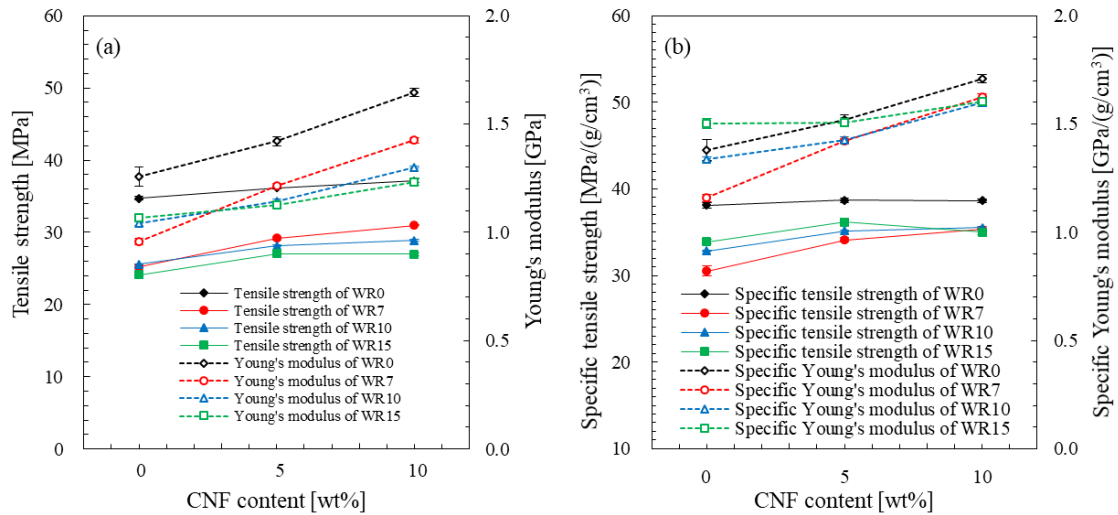 (a)
Tensile strength [MPa]
60
50
40
30
20
10
0
Tensile strength of WR0
Tensile strength of WR7
Tensile strength of WR10
Tensile strength of WR15
Young's modulus of WR0
Young's modulus of WR7
Young's modulus of WR10
Young's modulus of WR15
2.0
1.5
1.0
0.5
0.0
Young's modulus [GPa]
0 5 10
CNF content [wt%]
(b)
Specific tensile strength [MPa/(g/cm³)]
60
50
40
30
20
10
Specific tensile strength of WR0
Specific tensile strength of WR7
Specific tensile strength of WR10
Specific tensile strength of WR15
Specific Young's modulus of WR0
Specific Young's modulus of WR7
Specific Young's modulus of WR10
Specific Young's modulus of WR15
2.0
1.5
1.0
0.5
0.0
Specific Young's modulus [GPa/(g/cm³)]
0 5 10
CNF content [wt%]